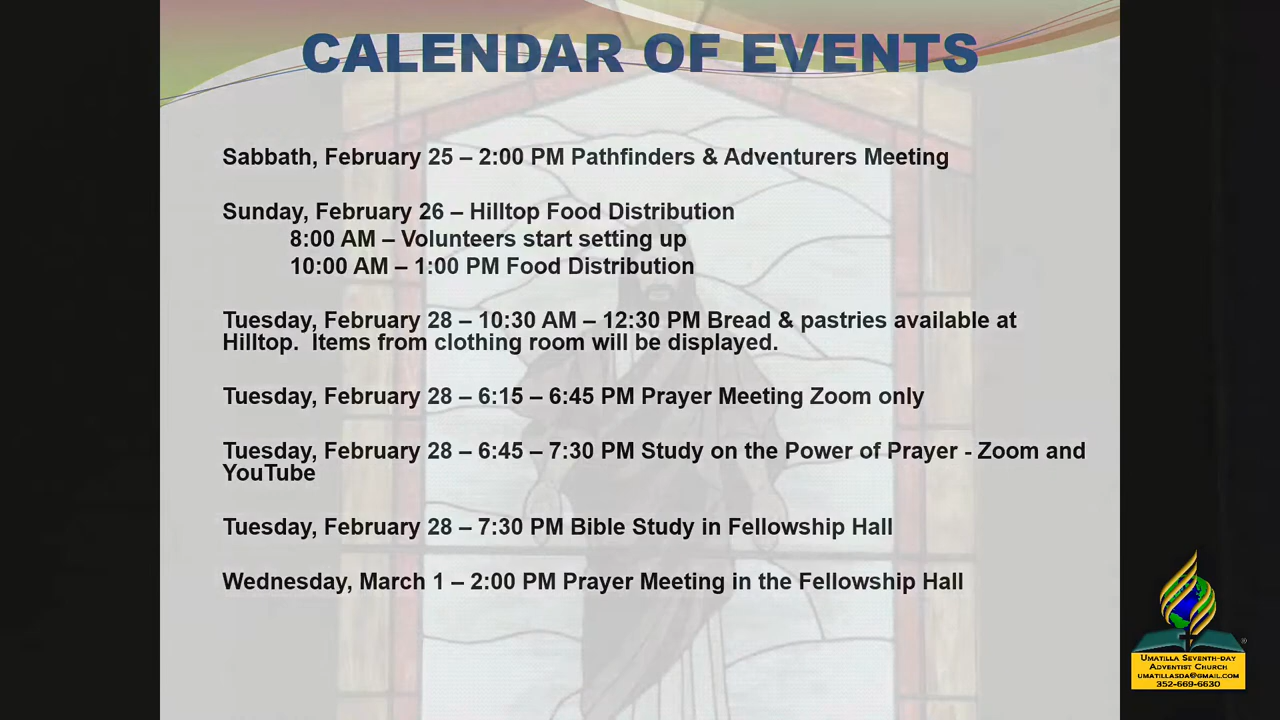 CALENDAR OF EVENTS
Sabbath, February 25 – 2:00 PM Pathfinders & Adventurers Meeting
Sunday, February 26 – Hilltop Food Distribution
8:00 AM – Volunteers start setting up
10:00 AM – 1:00 PM Food Distribution
Tuesday, February 28 – 10:30 AM – 12:30 PM Bread & pastries available at
Hilltop.  Items from clothing room will be displayed.
Tuesday, February 28 – 6:15 – 6:45 PM Prayer Meeting Zoom only
Tuesday, February 28 – 6:45 – 7:30 PM Study on the Power of Prayer - Zoom and
YouTube
Tuesday, February 28 – 7:30 PM Bible Study in Fellowship Hall
Wednesday, March 1 – 2:00 PM Prayer Meeting in the Fellowship Hall
®
Umatilla Seventh-day
Adventist Church
umatillasda@gmail.com
352-669-6630